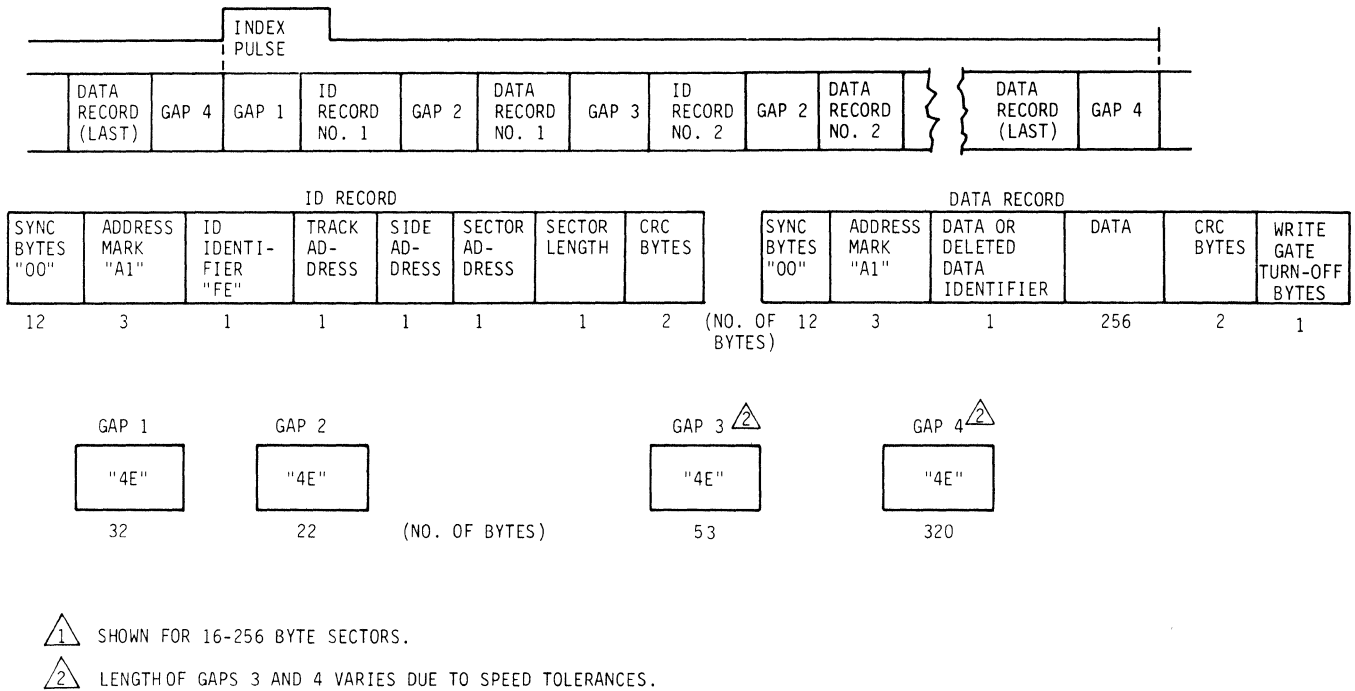 INDEX
PULSE
DATA
RECORD
(LAST)
GAP 4
GAP 1
ID
RECORD
NO. 1
GAP 2
DATA
RECORD
NO. 1
GAP 3
ID
RECORD
NO. 2
GAP 2
DATA
RECORD
NO. 2
DATA
RECORD
(LAST)
GAP 4
ID RECORD
SYNC
BYTES
"00"
ADDRESS
MARK
"A1"
ID
IDENTI-
FIER
"FE"
TRACK
AD-
DRESS
SIDE
AD-
DRESS
SECTOR
AD-
DRESS
SECTOR
LENGTH
CRC
BYTES
12 3 1 1 1 1 1 2 (NO. OF
BYTES)
DATA RECORD
SYNC
BYTES
"00"
ADDRESS
MARK
"A1"
DATA OR
DELETED
DATA
IDENTIFIER
DATA
CRC
BYTES
WRITE
GATE
TURN-OFF
BYTES
12 3 1 256 2 1
GAP 1
"4E"
32
GAP 2
"4E"
22
(NO. OF BYTES)
GAP 3 2
"4E"
53
GAP 4 2
"4E"
320
1 SHOWN FOR 16-256 BYTE SECTORS.
2 LENGTH OF GAPS 3 AND 4 VARIES DUE TO SPEED TOLERANCES.